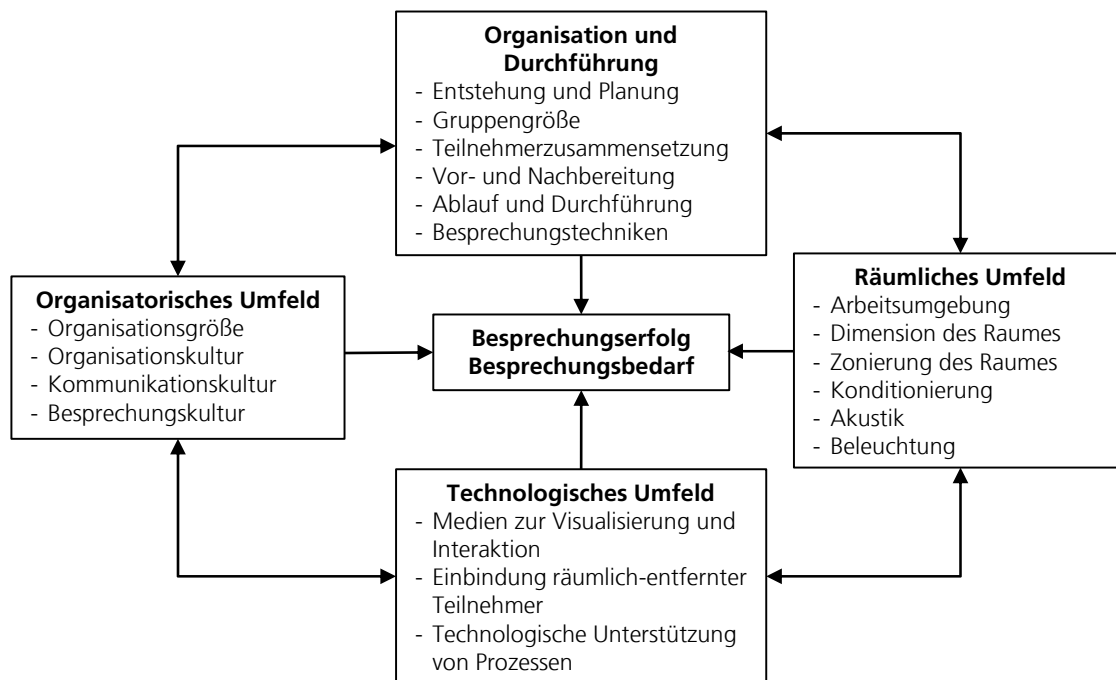 Organisation und
Durchführung
- Entstehung und Planung
- Gruppengröße
- Teilnehmerzusammensetzung
- Vor- und Nachbereitung
- Ablauf und Durchführung
- Besprechungstechniken
Organisatorisches Umfeld
- Organisationsgröße
- Organisationskultur
- Kommunikationskultur
- Besprechungskultur
Besprechungserfolg
Besprechungsbedarf
Räumliches Umfeld
- Arbeitsumgebung
- Dimension des Raumes
- Zonierung des Raumes
- Konditionierung
- Akustik
- Beleuchtung
Technologisches Umfeld
- Medien zur Visualisierung und
Interaktion
- Einbindung räumlich-entfernter
Teilnehmer
- Technologische Unterstützung
von Prozessen